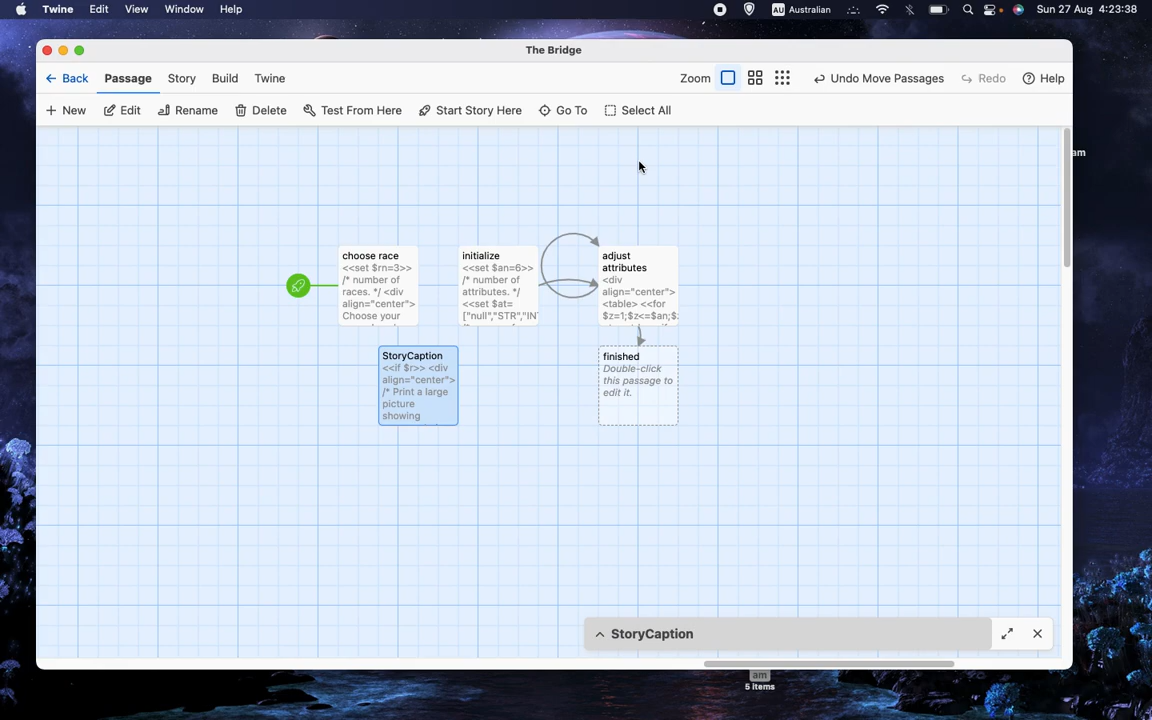 Twine Edit View Window Help AU Australian Sun 27 Aug 4:23:38
The Bridge
Back Passage Story Build Twine Zoom Undo Move Passages Redo Help
New Edit Rename Delete Test From Here Start Story Here Go To Select All
am
choose race
<<set $rn=3>>
/* number of
races. */ <div
align="center">
Choose your
initialize
<<set $an=6>>
/* number of
attributes. */
<<set $at=
["null","STR","IN
adjust
attributes
<div
align="center">
<table> <<for
$z=1;$z<=$an;$
StoryCaption
<<if $r>> <div
align="center">
/* Print a large
picture
showing
finished
Double-click
this passage to
edit it.
StoryCaption
am
5 items